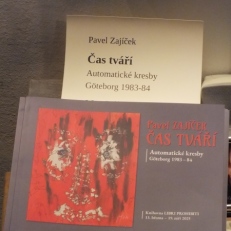 Pavel Zajíček
Čas tváří
Automatické kresby
Göteborg 1983-84
PAVEL ZAJÍČEK
ČAS TVÁŘÍ
Automatické kresby
Göteborg 1983 - 84